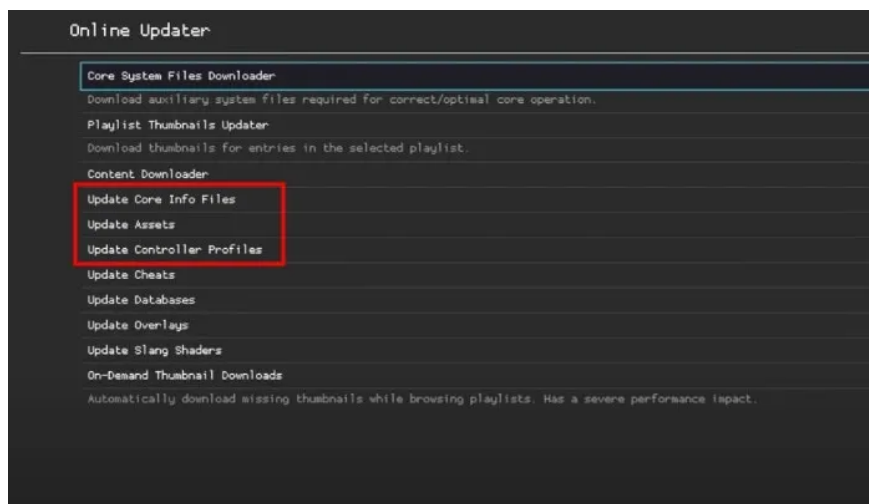 Online Updater
Core System Files Downloader
Download auxiliary system files required for correct/optimal core operation.
Playlist Thumbnails Updater
Download thumbnails for entries in the selected playlist.
Content Downloader
Update Core Info Files
Update Assets
Update Controller Profiles
Update Cheats
Update Databases
Update Overlays
Update Slang Shaders
On-Demand Thumbnail Downloads
Automatically download missing thumbnails while browsing playlists. Has a severe performance impact.